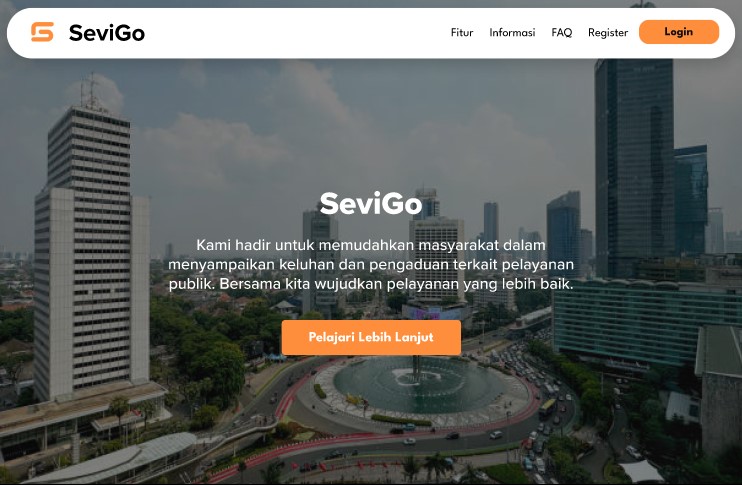 SeviGo
Fitur Informasi FAQ Register Login
SeviGo
Kami hadir untuk memudahkan masyarakat dalam
menyampaikan keluhan dan pengaduan terkait pelayanan
publik. Bersama kita wujudkan pelayanan yang lebih baik.
Pelajari Lebih Lanjut